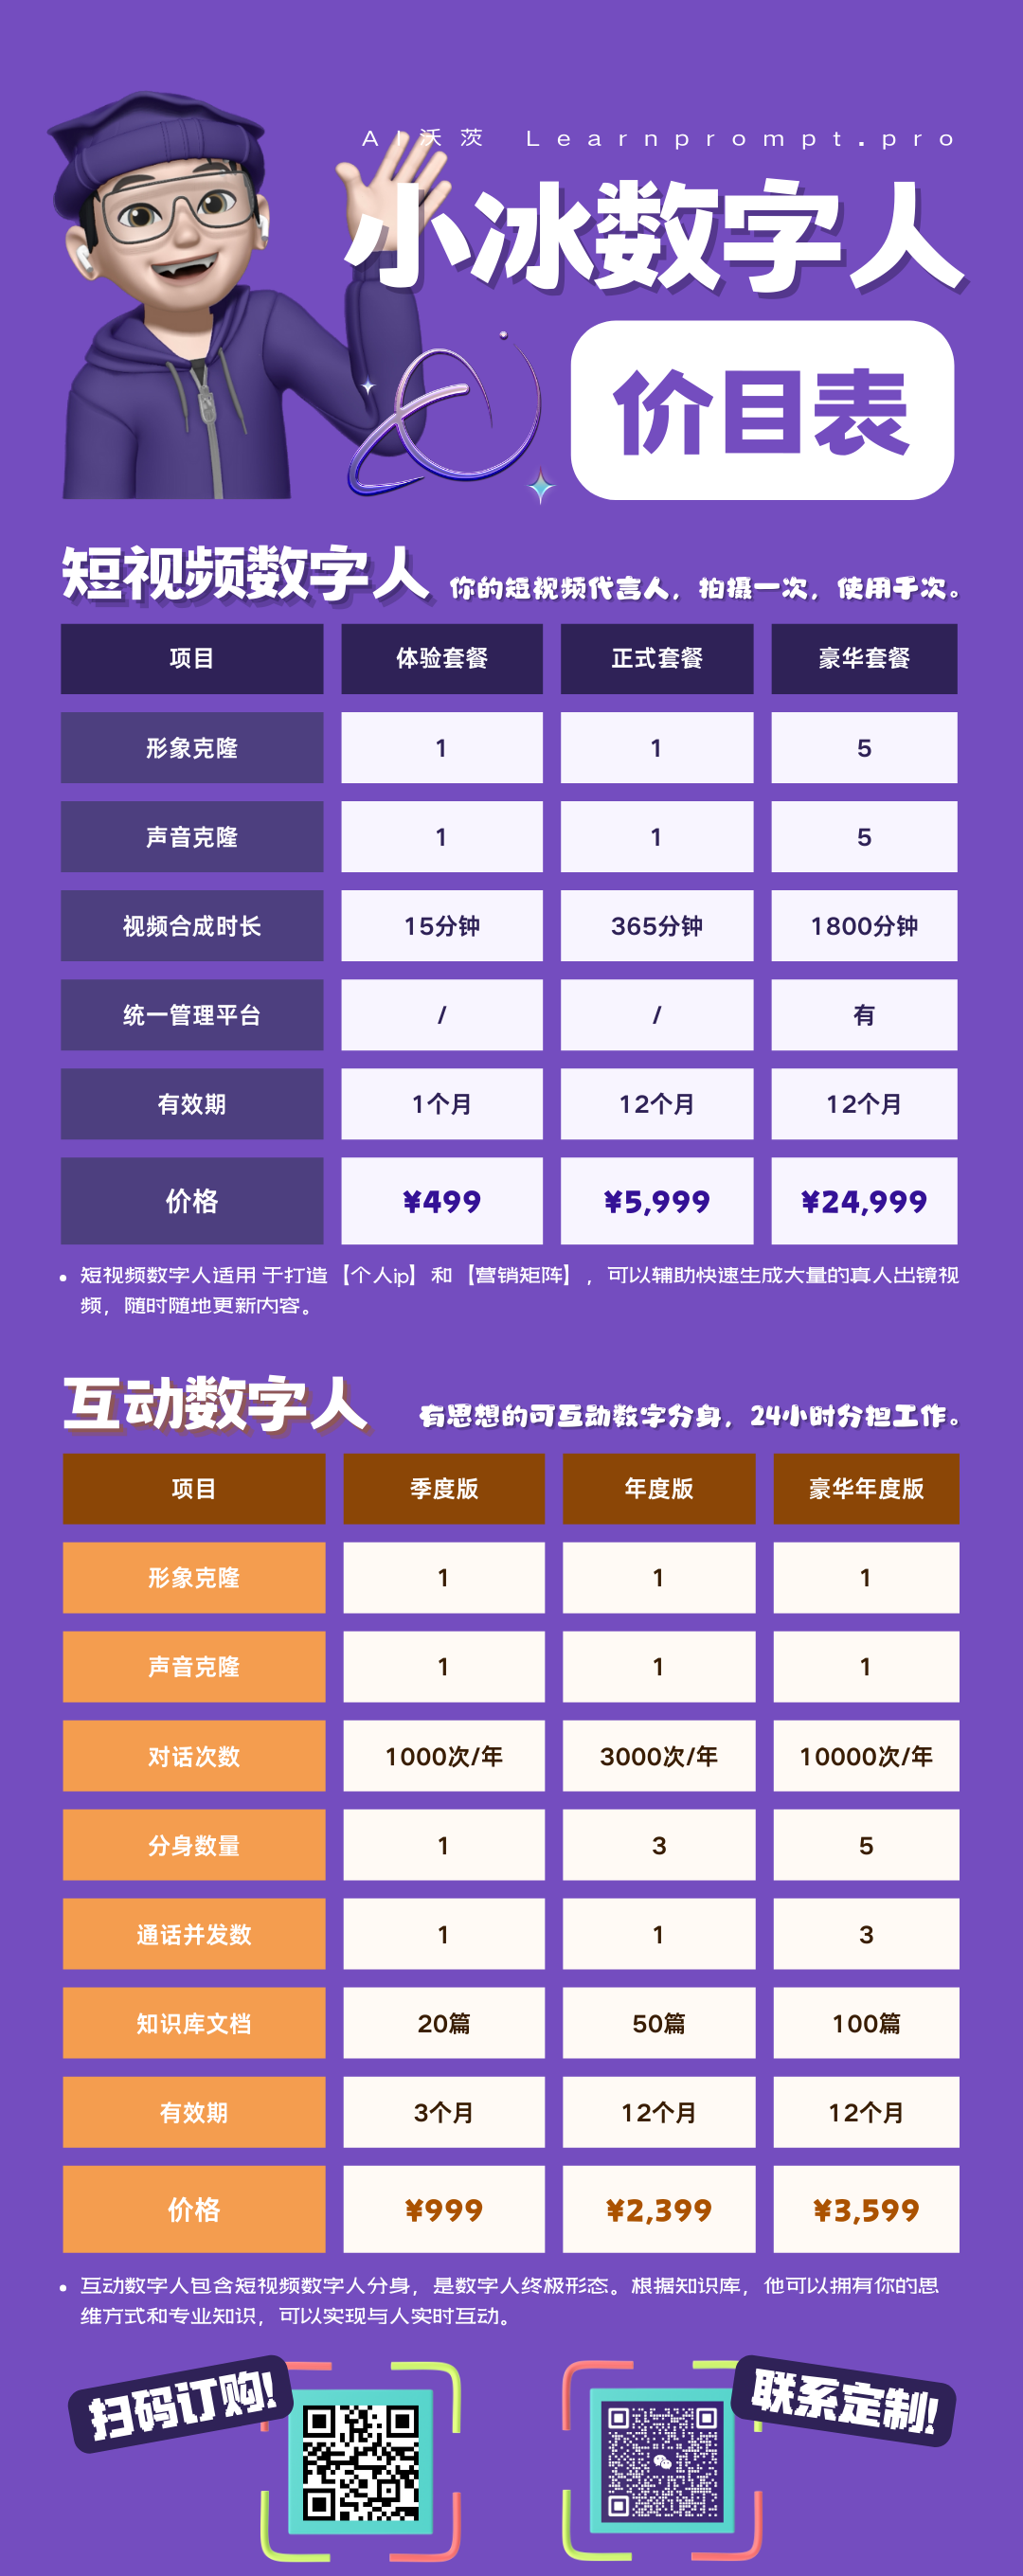 AI沃茨 Learnprompt.pro
小冰数字人
价目表
短视频数字人 你的短视频代言人，拍摄一次，使用千次。
项目 体验套餐 正式套餐 豪华套餐
形象克隆 1 1 5
声音克隆 1 1 5
视频合成时长 15分钟 365分钟 1800分钟
统一管理平台 / / 有
有效期 1个月 12个月 12个月
价格 ¥499 ¥5,999 ¥24,999
• 短视频数字人适用于打造【个人ip】和【营销矩阵】，可以辅助快速生成大量的真人出镜视
频，随时随地更新内容。
互动数字人 有思想的可互动数字分身，24小时分担工作。
项目 季度版 年度版 豪华年度版
形象克隆 1 1 1
声音克隆 1 1 1
对话次数 1000次/年 3000次/年 10000次/年
分身数量 1 3 5
通话并发数 1 1 3
知识库文档 20篇 50篇 100篇
有效期 3个月 12个月 12个月
价格 ¥999 ¥2,399 ¥3,599
• 互动数字人包含短视频数字人分身，是数字人终极形态。根据知识库，他可以拥有你的思
维方式和专业知识，可以实现与人实时互动。
扫码订购! 联系定制!